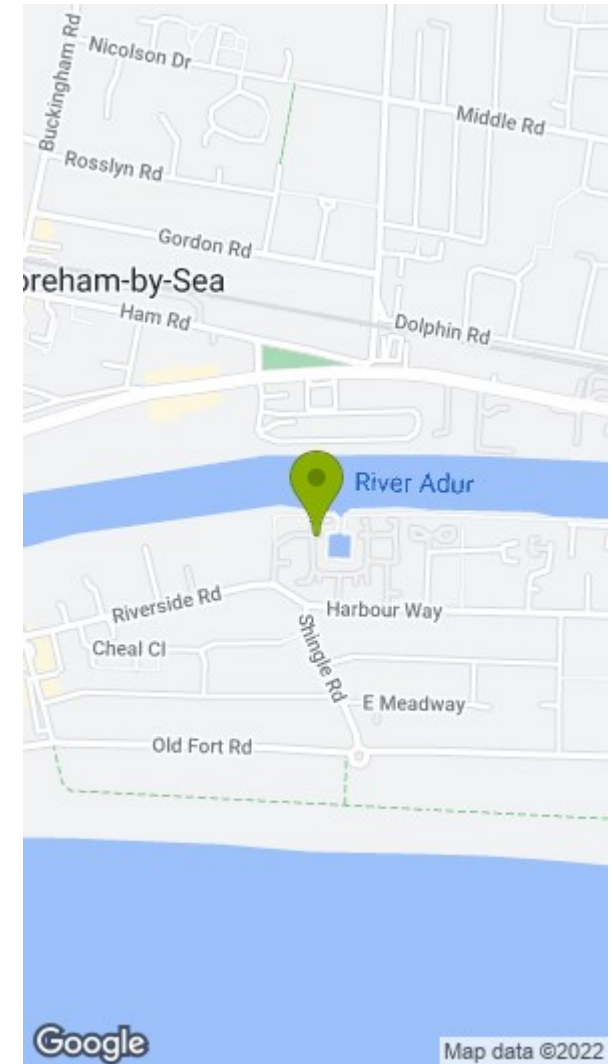 Buckingham Rd
Nicolson Dr
Middle Rd
Rosslyn Rd
Gordon Rd
oreham-by-Sea
Ham Rd
Dolphin Rd
River Adur
Riverside Rd
Harbour Way
Cheal Cl
Shingle Rd
E Meadway
Old Fort Rd
Google
Map data ©2022